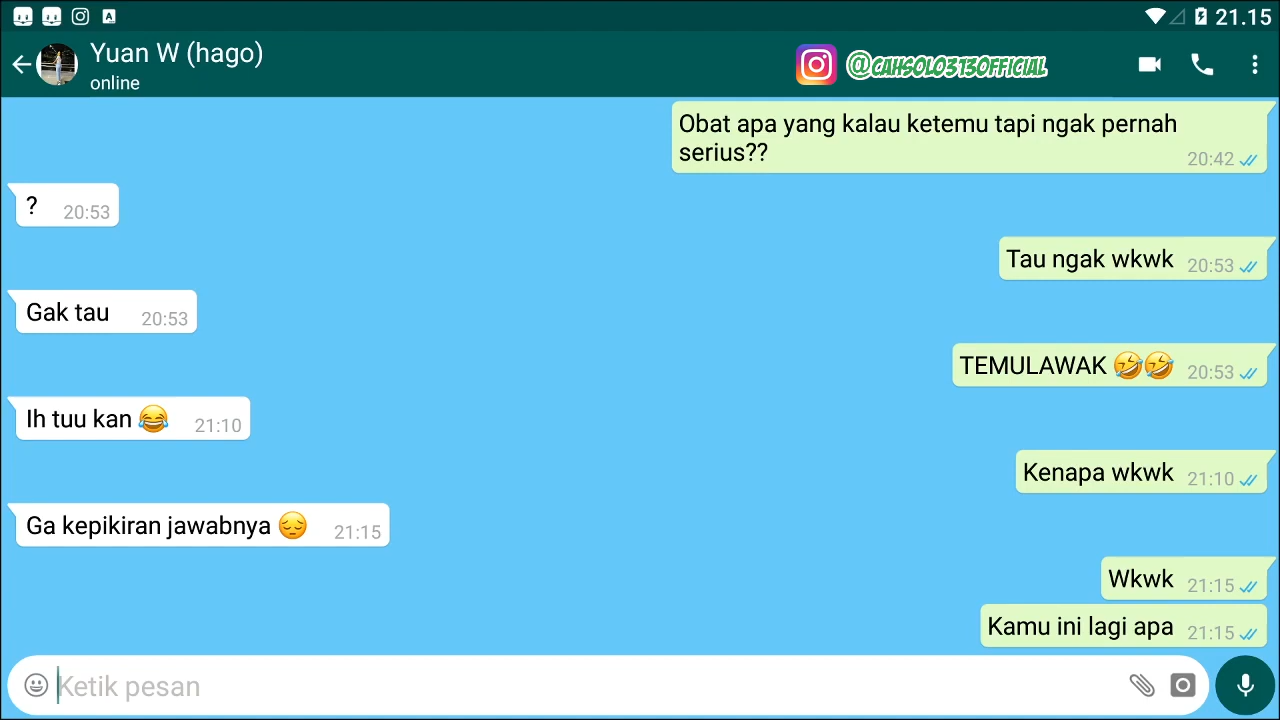 21.15
Yuan W (hago)
online
@CAHSOLO313OFFICIAL
Obat apa yang kalau ketemu tapi ngak pernah
serius??
20:42
? 20:53
Tau ngak wkwk 20:53
Gak tau 20:53
TEMULAWAK 🤣🤣 20:53
Ih tuu kan 😂 21:10
Kenapa wkwk 21:10
Ga kepikiran jawabnya 😔 21:15
Wkwk 21:15
Kamu ini lagi apa 21:15
Ketik pesan